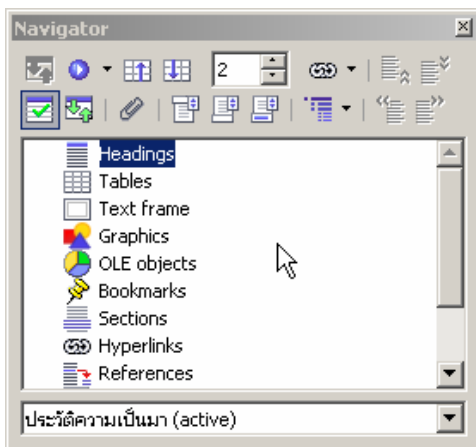 Navigator
2
Headings
Tables
Text frame
Graphics
OLE objects
Bookmarks
Sections
Hyperlinks
References
ประวัติความเป็นมา (active)